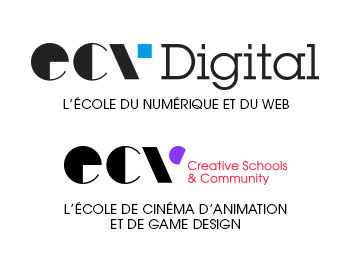 ecv Digital
L'ÉCOLE DU NUMÉRIQUE ET DU WEB
ecv Creative Schools
& Community
L'ÉCOLE DE CINÉMA D'ANIMATION
ET DE GAME DESIGN